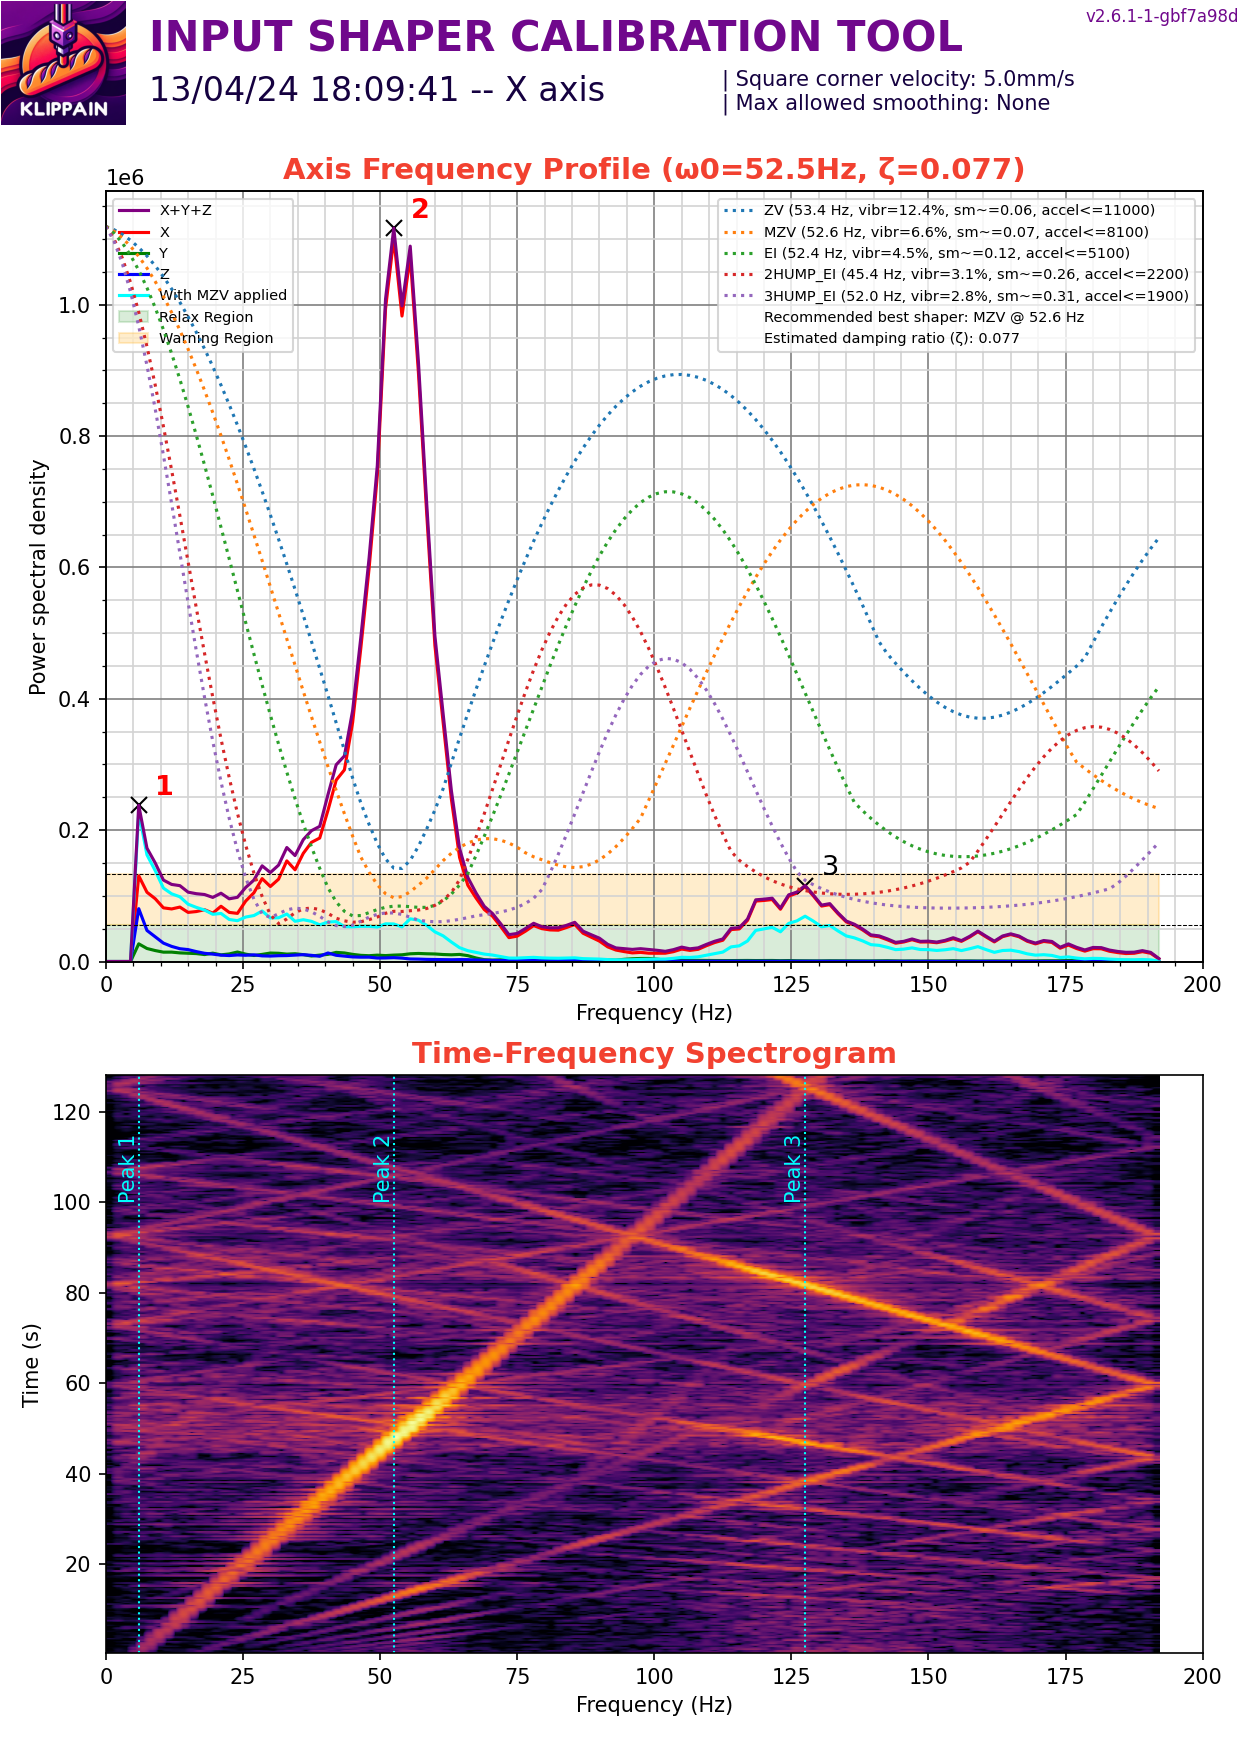 v2.6.1-1-gbf7a98d
INPUT SHAPER CALIBRATION TOOL
13/04/24 18:09:41 -- X axis
| Square corner velocity: 5.0mm/s
| Max allowed smoothing: None
KLIPPAIN
Axis Frequency Profile (ω0=52.5Hz, ζ=0.077)
1e6
X+Y+Z
X
Y
Z
With MZV applied
Relax Region
Warning Region
ZV (53.4 Hz, vibr=12.4%, sm~=0.06, accel<=11000)
MZV (52.6 Hz, vibr=6.6%, sm~=0.07, accel<=8100)
EI (52.4 Hz, vibr=4.5%, sm~=0.12, accel<=5100)
2HUMP_EI (45.4 Hz, vibr=3.1%, sm~=0.26, accel<=2200)
3HUMP_EI (52.0 Hz, vibr=2.8%, sm~=0.31, accel<=1900)
Recommended best shaper: MZV @ 52.6 Hz
Estimated damping ratio (ζ): 0.077
1
2
3
Power spectral density
1.0
0.8
0.6
0.4
0.2
0.0
0 25 50 75 100 125 150 175 200
Frequency (Hz)
Time-Frequency Spectrogram
Peak 1
Peak 2
Peak 3
Time (s)
120
100
80
60
40
20
0 25 50 75 100 125 150 175 200
Frequency (Hz)